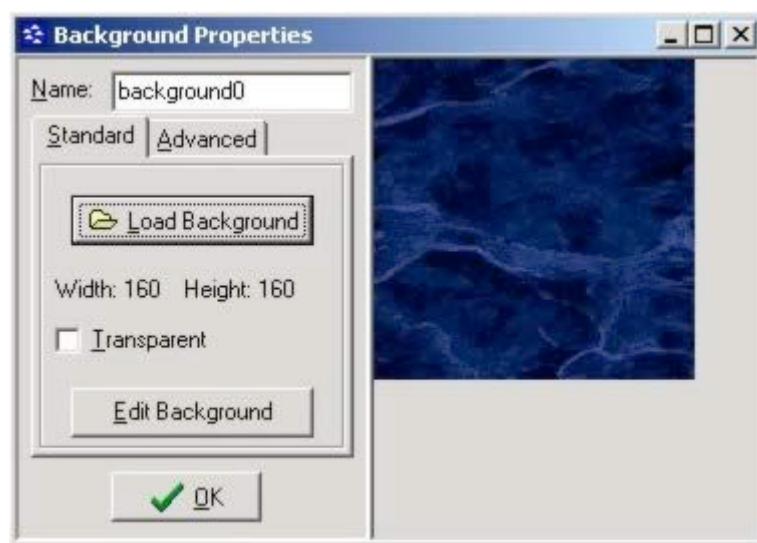 Background Properties
Name: background0
Standard Advanced
Load Background
Width: 160 Height: 160
Transparent
Edit Background
OK